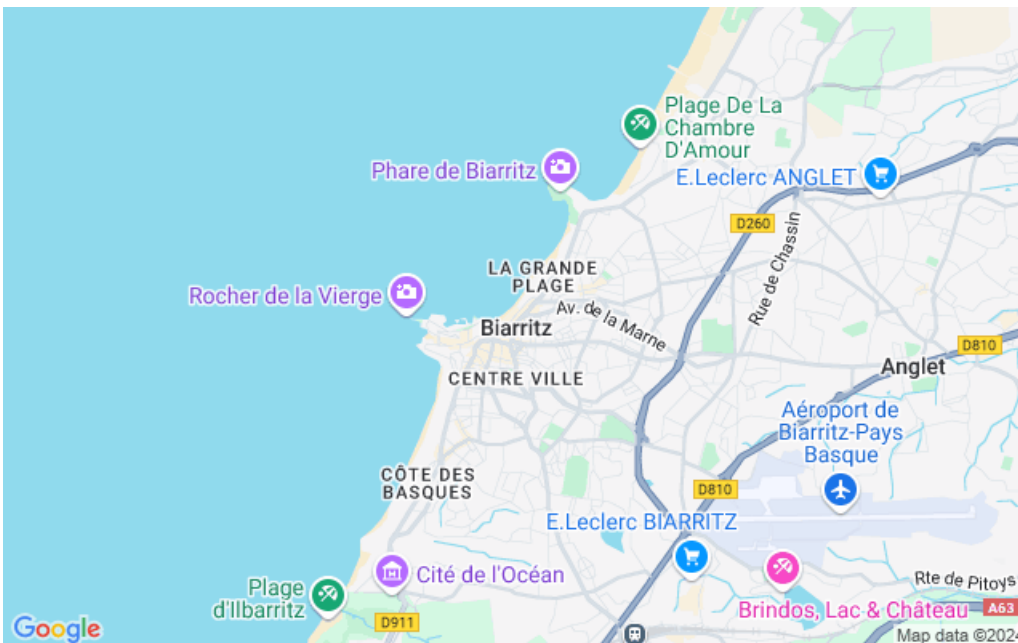 Plage De La
Chambre
D'Amour
Phare de Biarritz
E.Leclerc ANGLET
D260
Rue de Chassin
LA GRANDE
PLAGE
Rocher de la Vierge
Av. de la Marne
Biarritz
D810
Anglet
CENTRE VILLE
Aéroport de
Biarritz-Pays
Basque
CÔTE DES
BASQUES
D810
E.Leclerc BIARRITZ
Cité de l'Océan
Plage
d'Ilbarritz
Rte de Pitoys
Brindos, Lac & Château
A63
D911
Google
Map data ©202